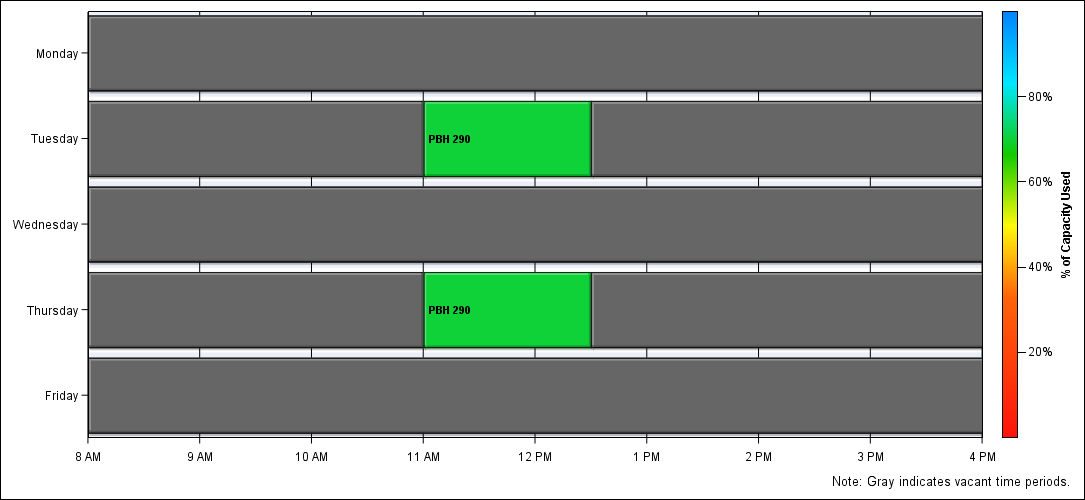 Monday
Tuesday
Wednesday
Thursday
Friday
PBH 290
PBH 290
8 AM
9 AM
10 AM
11 AM
12 PM
1 PM
2 PM
3 PM
4 PM
80%
60%
40%
20%
% of Capacity Used
Note: Gray indicates vacant time periods.